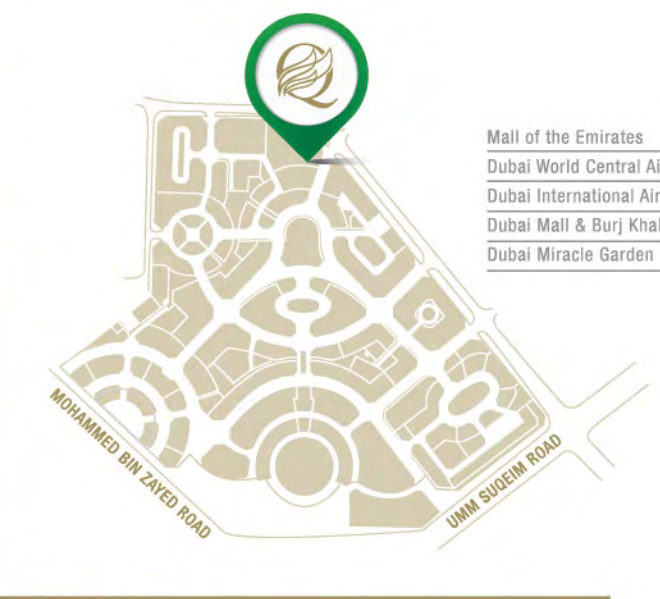 Q
Mall of the Emirates
Dubai World Central Ai
Dubai International Air
Dubai Mall & Burj Khal
Dubai Miracle Garden
MOHAMMED BIN ZAYED ROAD
UMM SUQEIM ROAD